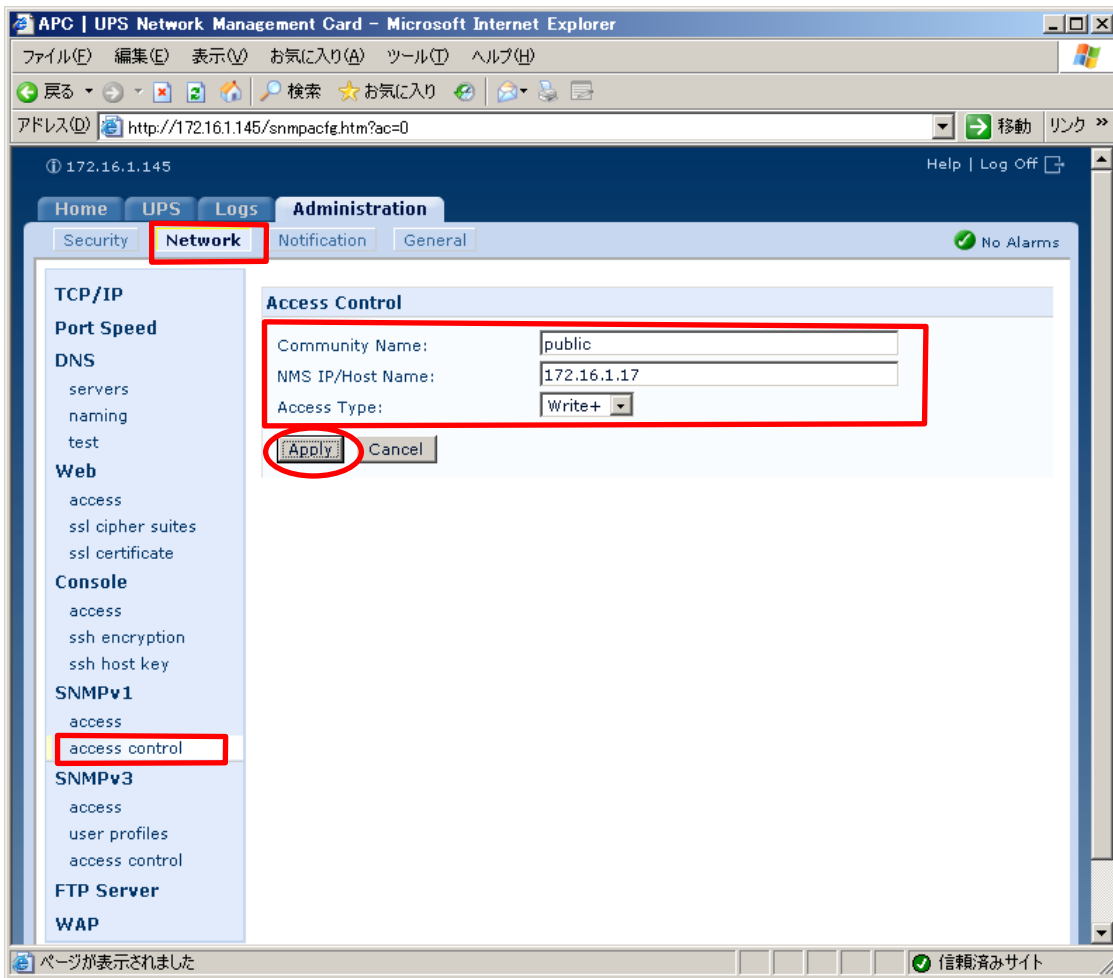 APC | UPS Network Management Card - Microsoft Internet Explorer
ファイル(F) 編集(E) 表示(V) お気に入り(A) ツール(T) ヘルプ(H)
戻る 検索 お気に入り
アドレス(D) http://172.16.1.145/snmpacfg.htm?ac=0 移動 リンク »
172.16.1.145 Help | Log Off
Home UPS Logs Administration
Security Network Notification General No Alarms
TCP/IP
Port Speed
DNS
servers
naming
test
Web
access
ssl cipher suites
ssl certificate
Console
access
ssh encryption
ssh host key
SNMPv1
access
access control
SNMPv3
access
user profiles
access control
FTP Server
WAP
Access Control
Community Name: public
NMS IP/Host Name: 172.16.1.17
Access Type: Write+
Apply Cancel
ページが表示されました 信頼済みサイト